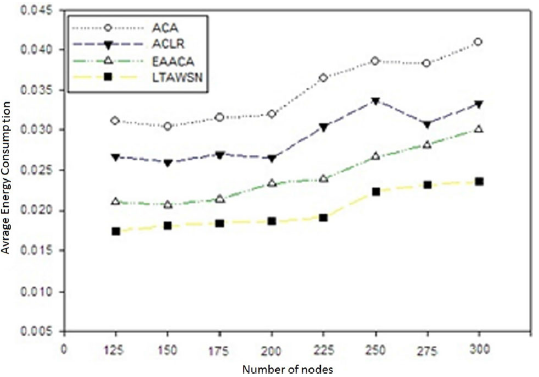 0.045
0.040
0.035
0.030
0.025
0.020
0.015
0.010
0.005
Avrage Energy Consumption
ACA
ACLR
EAACA
LTAWSN
0 125 150 175 200 225 250 275 300
Number of nodes